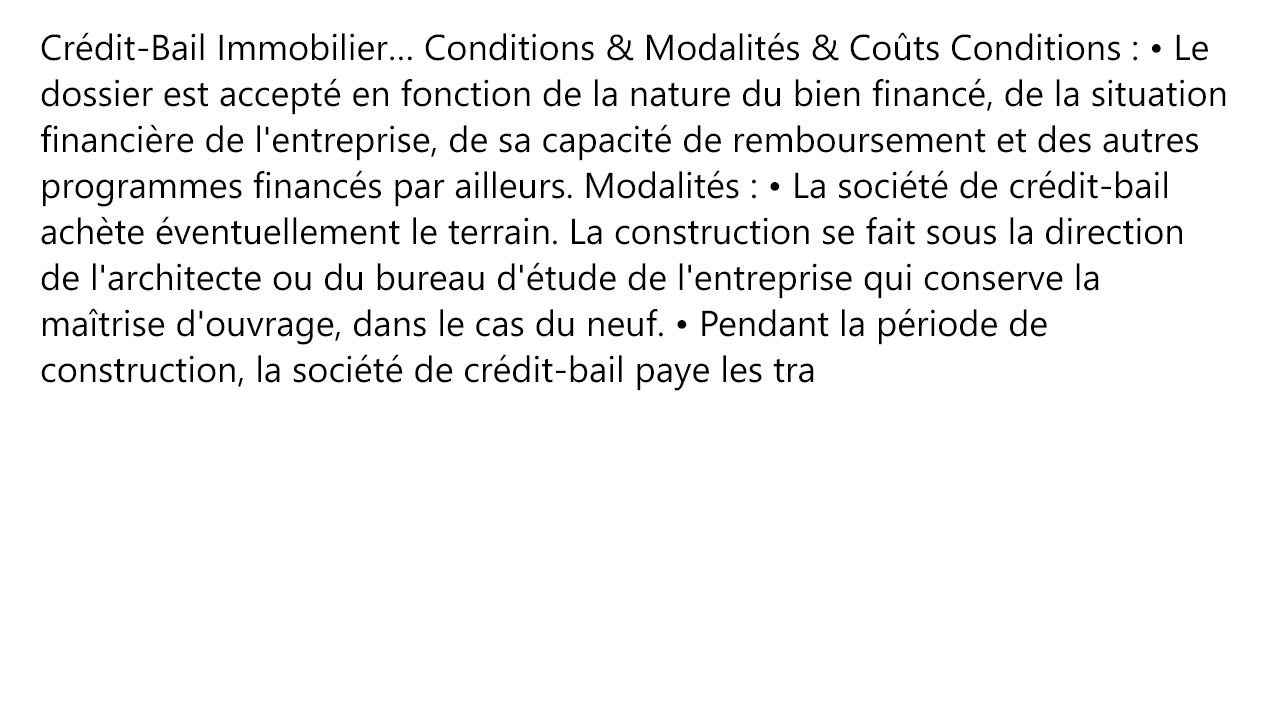 Crédit-Bail Immobilier… Conditions & Modalités & Coûts Conditions : • Le
dossier est accepté en fonction de la nature du bien financé, de la situation
financière de l'entreprise, de sa capacité de remboursement et des autres
programmes financés par ailleurs. Modalités : • La société de crédit-bail
achète éventuellement le terrain. La construction se fait sous la direction
de l'architecte ou du bureau d'étude de l'entreprise qui conserve la
maîtrise d'ouvrage, dans le cas du neuf. • Pendant la période de
construction, la société de crédit-bail paye les tra